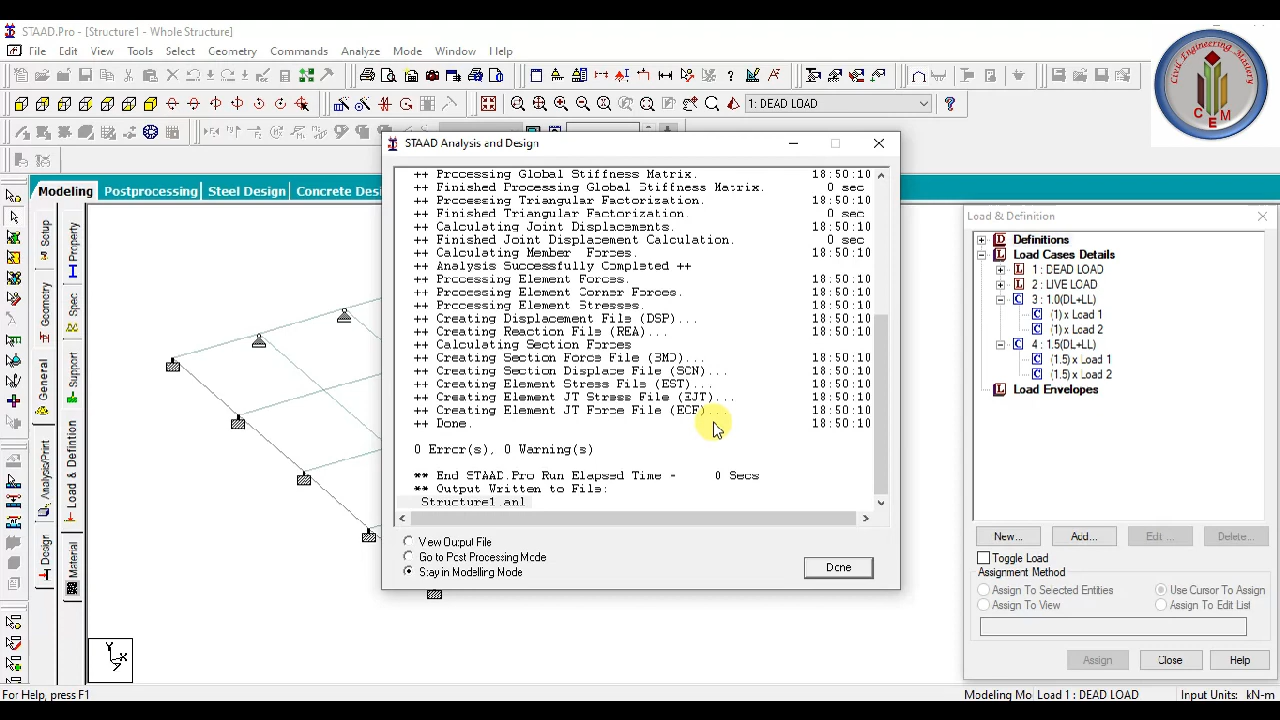 STAAD.Pro - [Structure1 - Whole Structure]
File Edit View Tools Select Geometry Commands Analyze Mode Window Help
Civil Engineering Mastery
CEM
1: DEAD LOAD
Modeling Postprocessing Steel Design Concrete Desi
Setup
Geometry
General
Analysis/Print
Design
Property
Spec
Support
Load & Definition
Material
STAAD Analysis and Design
++ Processing Global Stiffness Matrix. 18:50:10
++ Finished Processing Global Stiffness Matrix. 0 sec
++ Processing Triangular Factorization. 18:50:10
++ Finished Triangular Factorization. 0 sec
++ Calculating Joint Displacements. 18:50:10
++ Finished Joint Displacement Calculation. 0 sec
++ Calculating Member Forces. 18:50:10
++ Analysis Successfully Completed ++
++ Processing Element Forces. 18:50:10
++ Processing Element Corner Forces. 18:50:10
++ Processing Element Stresses. 18:50:10
++ Creating Displacement File (DSP)... 18:50:10
++ Creating Reaction File (REA)... 18:50:10
++ Calculating Section Forces
++ Creating Section Force File (BMD)... 18:50:10
++ Creating Section Displace File (SCN)... 18:50:10
++ Creating Element Stress File (EST)... 18:50:10
++ Creating Element JT Stress File (EJT)... 18:50:10
++ Creating Element JT Force File (ECF)... 18:50:10
++ Done. 18:50:10
0 Error(s), 0 Warning(s)
** End STAAD.Pro Run Elapsed Time - 0 Secs
** Output Written to File:
Structure1.anl
View Output File
Go to Post Processing Mode
Stay in Modelling Mode
Done
Load & Definition
Definitions
Load Cases Details
1: DEAD LOAD
2: LIVE LOAD
3: 1.0(DL+LL)
(1) x Load 1
(1) x Load 2
4: 1.5(DL+LL)
(1.5) x Load 1
(1.5) x Load 2
Load Envelopes
New... Add... Edit... Delete...
Toggle Load
Assignment Method
Assign To Selected Entities
Use Cursor To Assign
Assign To View
Assign To Edit List
Assign Close Help
Y
X
Z
For Help, press F1
Modeling Mo Load 1 : DEAD LOAD Input Units: kN-m